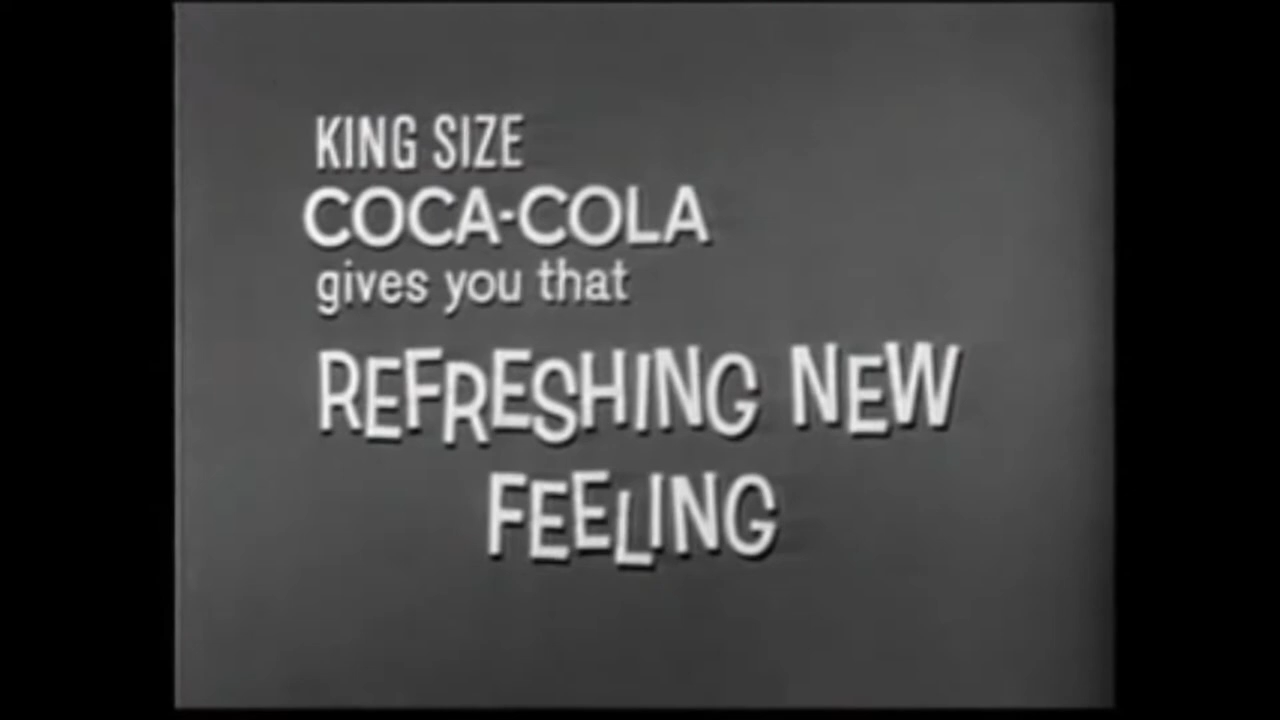 KING SIZE
COCA-COLA
gives you that
REFRESHING NEW
FEELING